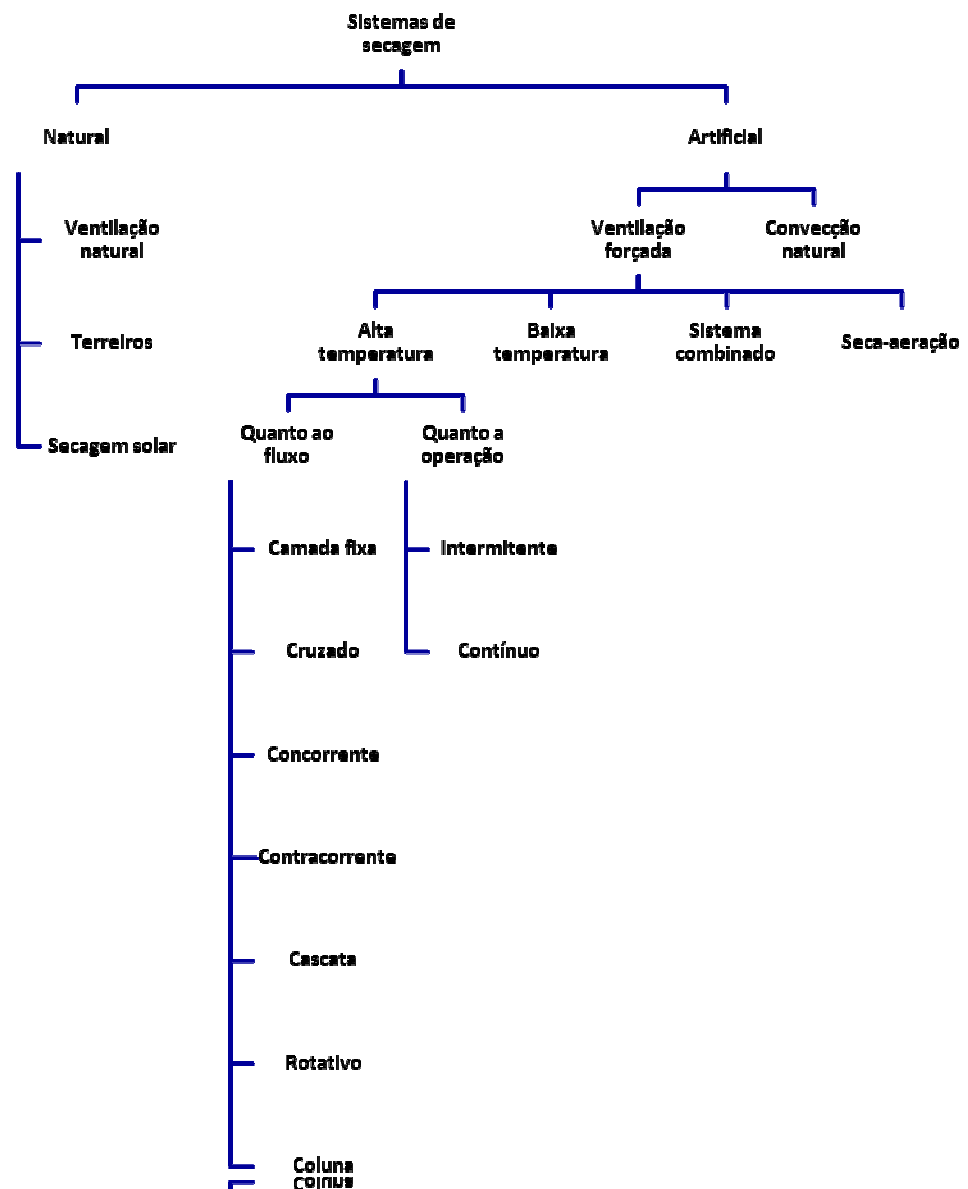 Sistemas de
secagem
Natural
Artificial
Ventilação
natural
Ventilação
forçada
Convecção
natural
Terreiros
Alta
temperatura
Baixa
temperatura
Sistema
combinado
Seca-aeração
Secagem solar
Quanto ao
fluxo
Quanto a
operação
Camada fixa
Intermitente
Cruzado
Contínuo
Concorrente
Contracorrente
Cascata
Rotativo
Coluna